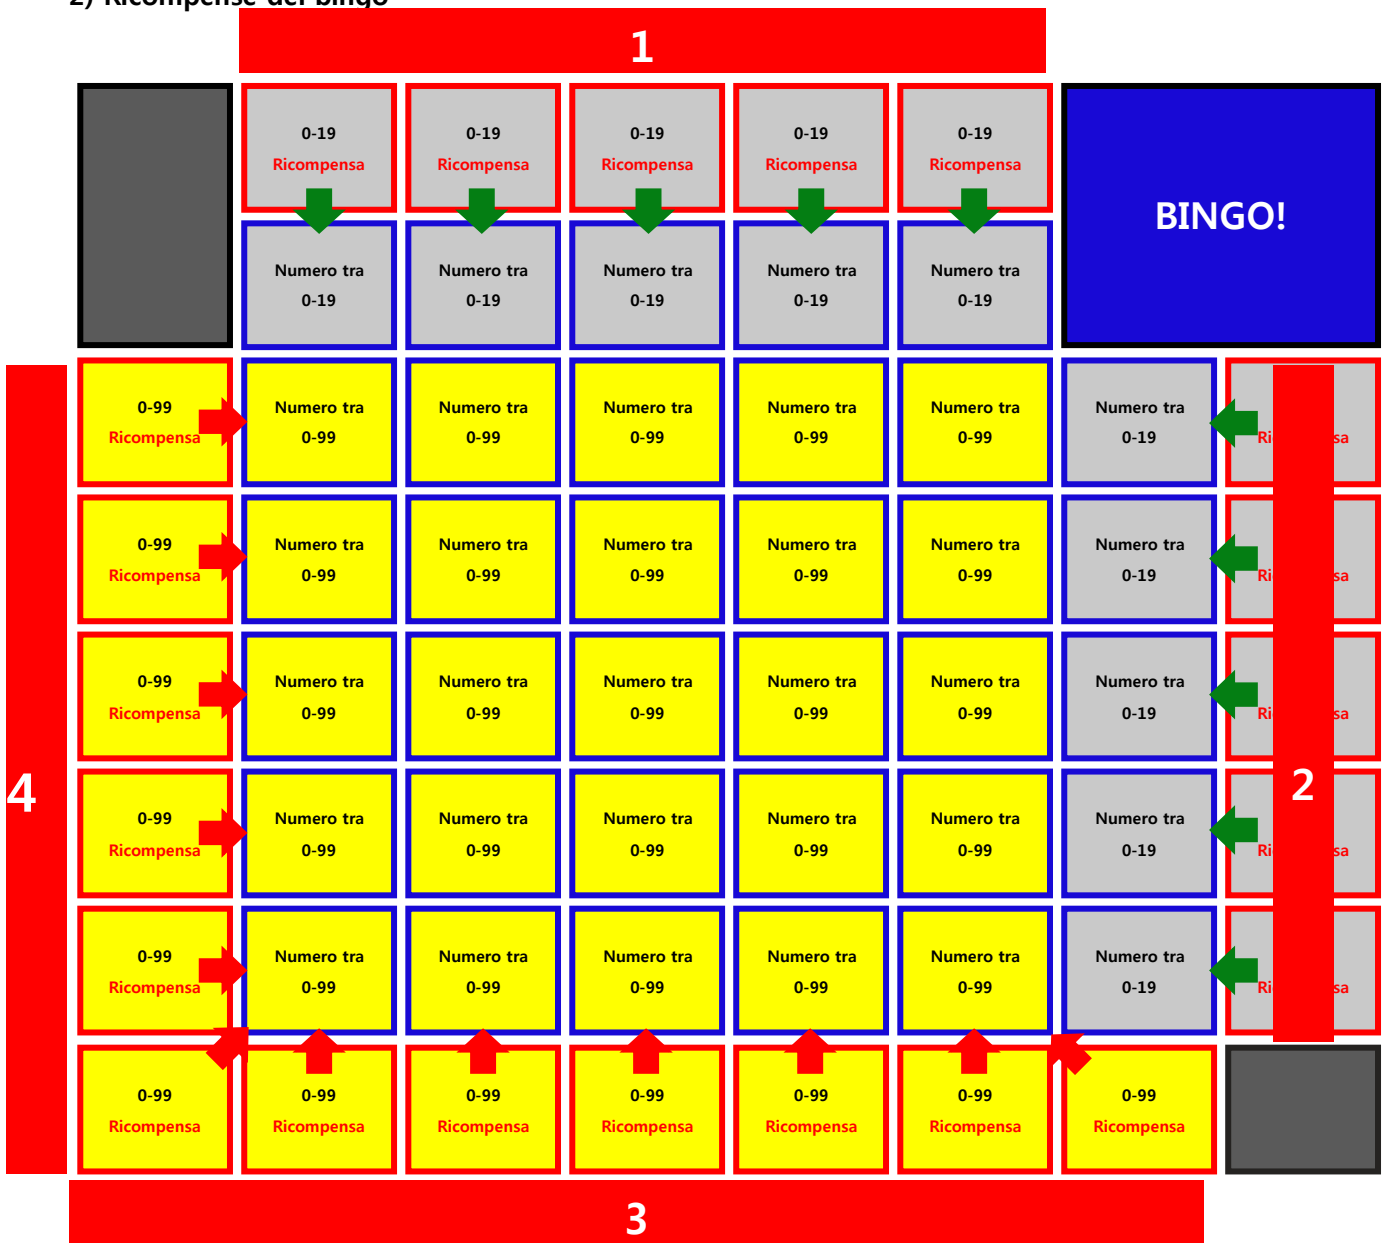 2) Ricompense del bingo
1
0-19 0-19 0-19 0-19 0-19
Ricompensa Ricompensa Ricompensa Ricompensa Ricompensa
BINGO!
Numero tra Numero tra Numero tra Numero tra Numero tra
0-19 0-19 0-19 0-19 0-19
0-99 Numero tra Numero tra Numero tra Numero tra Numero tra Numero tra
Ricompensa 0-99 0-99 0-99 0-99 0-99 0-19
0-99 Numero tra Numero tra Numero tra Numero tra Numero tra Numero tra
Ricompensa 0-99 0-99 0-99 0-99 0-99 0-19
0-99 Numero tra Numero tra Numero tra Numero tra Numero tra Numero tra
Ricompensa 0-99 0-99 0-99 0-99 0-99 0-19
4
2
0-99 Numero tra Numero tra Numero tra Numero tra Numero tra Numero tra
Ricompensa 0-99 0-99 0-99 0-99 0-99 0-19
0-99 Numero tra Numero tra Numero tra Numero tra Numero tra Numero tra
Ricompensa 0-99 0-99 0-99 0-99 0-99 0-19
0-99 0-99 0-99 0-99 0-99 0-99 0-99
Ricompensa Ricompensa Ricompensa Ricompensa Ricompensa Ricompensa Ricompensa
3